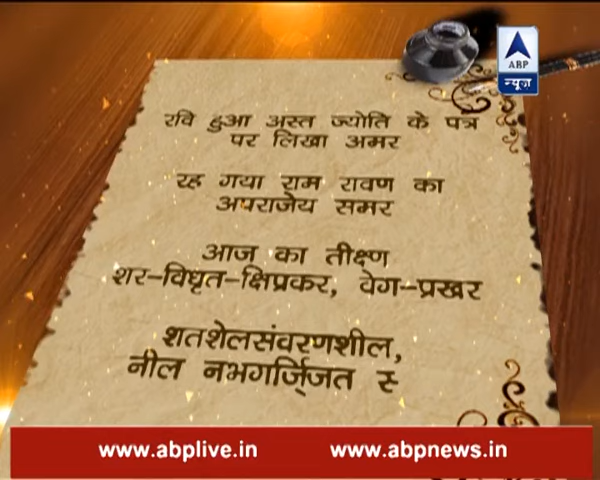 ABP
न्यूज़
रवि हुआ अस्त ज्योति के पत्र
पर लिखा अमर
रह गया राम रावण का
अपराजेय समर
आज का तीक्ष्ण
शर-विधृत-क्षिप्रकर, वेग-प्रखर
शतशेलसंवरणशील,
नील नभगर्ज्जित स
www.abplive.in www.abpnews.in